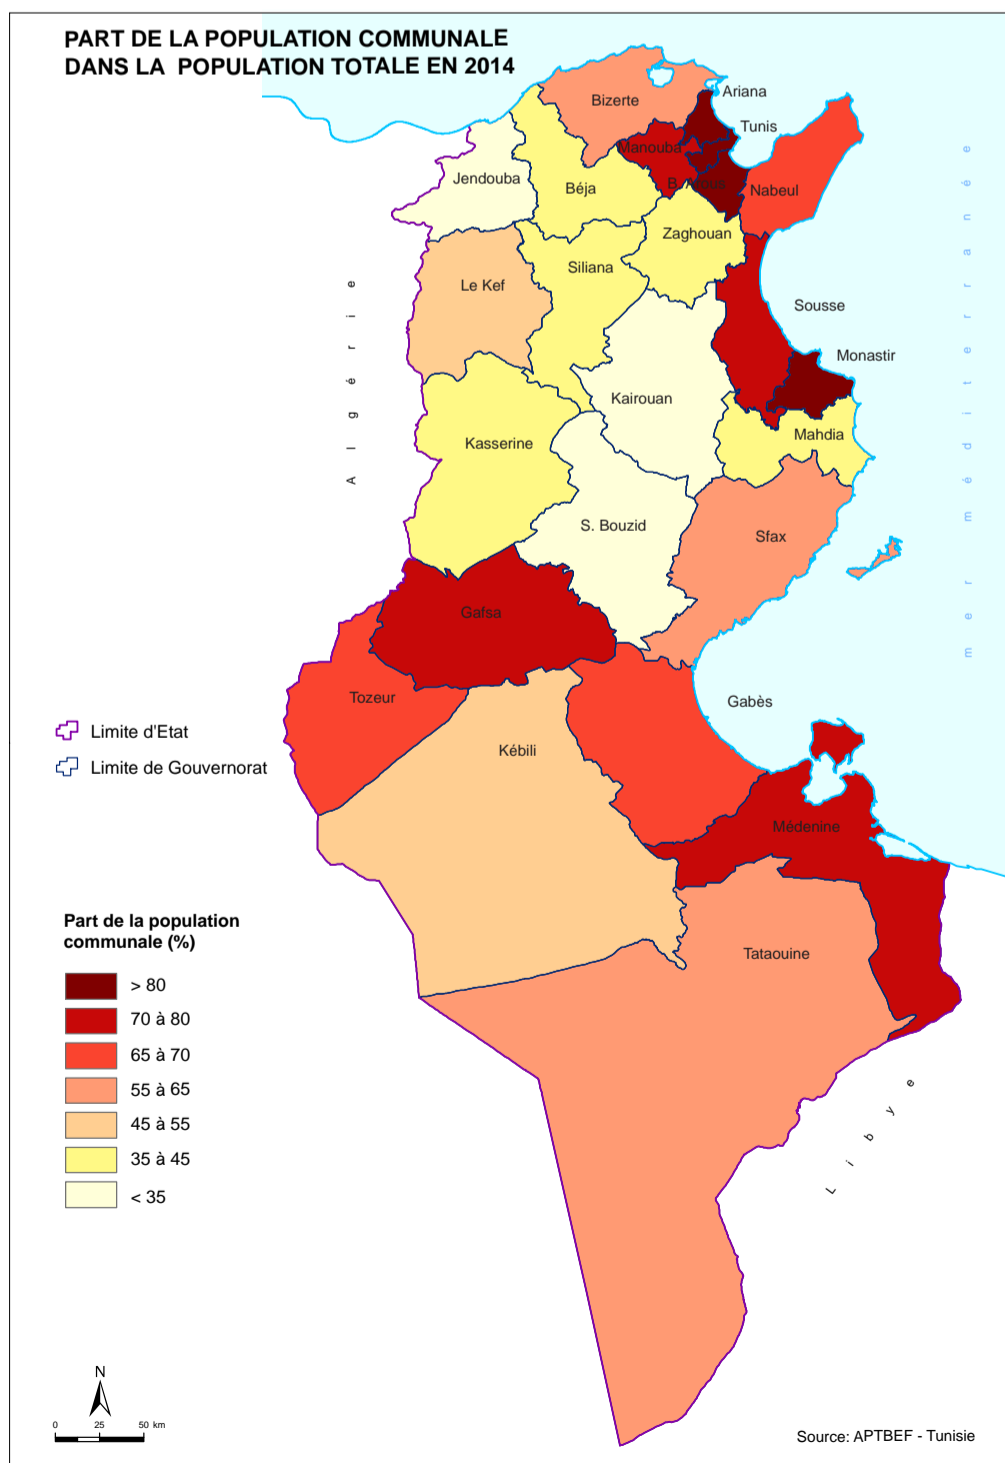 PART DE LA POPULATION COMMUNALE
DANS LA POPULATION TOTALE EN 2014
Ariana
Bizerte
Tunis
Manouba
Jendouba
B. Arous
Béja
Nabeul
Zaghouan
Siliana
Le Kef
Sousse
Monastir
Kairouan
Mahdia
Kasserine
S. Bouzid
Sfax
Gafsa
Tozeur
Gabès
Kébili
Médenine
Tataouine
Algérie
mer méditerranée
Libye
Limite d'Etat
Limite de Gouvernorat
Part de la population
communale (%)
> 80
70 à 80
65 à 70
55 à 65
45 à 55
35 à 45
< 35
N
0 25 50 km
Source: APTBEF - Tunisie